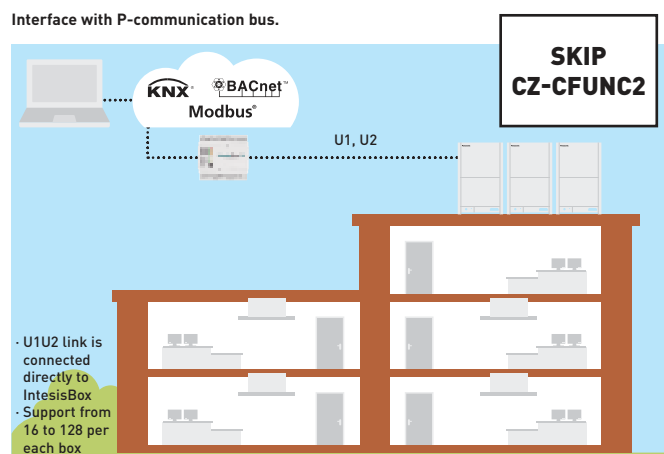 Interface with P-communication bus.
SKIP
CZ-CFUNC2
KNX®
BACnet™
Modbus®
U1, U2
· U1U2 link is
connected
directly to
IntesisBox
· Support from
16 to 128 per
each box